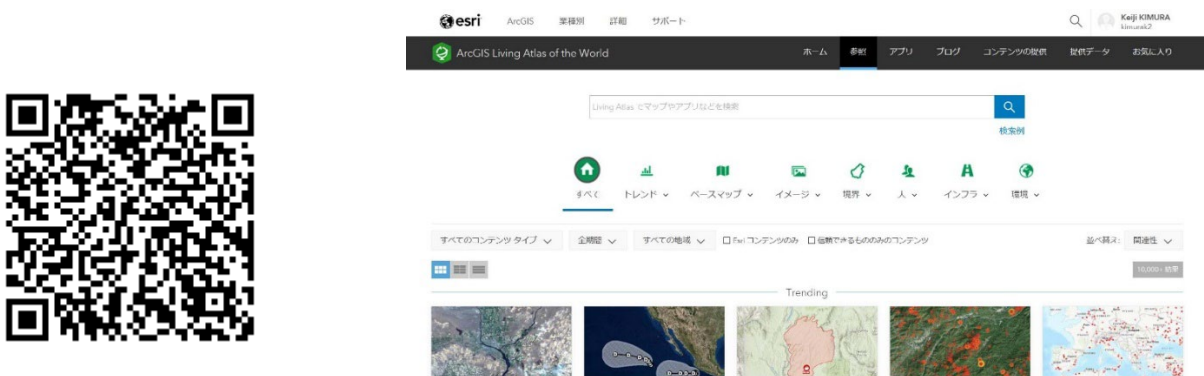 esri ArcGIS 業種別 詳細 サポート Keiji KIMURA
kimurak2
ArcGIS Living Atlas of the World ホーム 参照 アプリ ブログ コンテンツの提供 提供データ お気に入り
Living Atlas でマップやアプリなどを検索
検索例
すべて トレンド ベースマップ イメージ 境界 人 インフラ 環境
すべてのコンテンツ タイプ 全期間 すべての地域 Esri コンテンツのみ 信頼できるもののみのコンテンツ 並べ替え: 関連性
10,000+ 結果
Trending